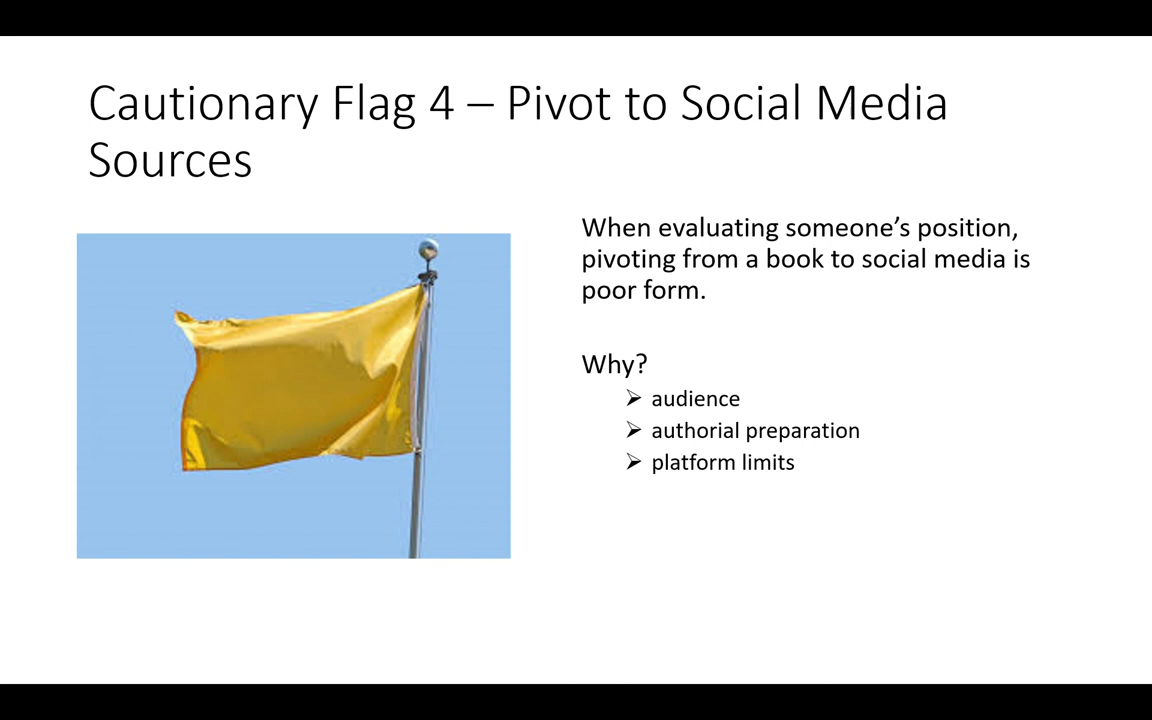 Cautionary Flag 4 – Pivot to Social Media
Sources
When evaluating someone’s position,
pivoting from a book to social media is
poor form.
Why?
➢ audience
➢ authorial preparation
➢ platform limits